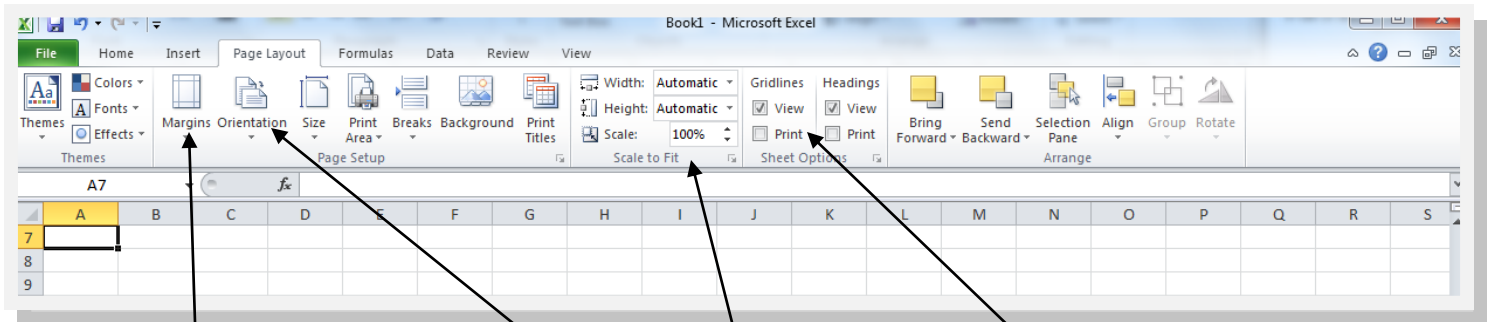 Book1 - Microsoft Excel
File Home Insert Page Layout Formulas Data Review View
Colors Width: Automatic Gridlines Headings
Aa A Fonts Height: Automatic View View
Themes Effects Margins Orientation Size Print Area Breaks Background Print Titles Scale: 100% Print Print Bring Forward Send Backward Selection Pane Align Group Rotate
Themes Page Setup Scale to Fit Sheet Options Arrange
A7 fx
A B C D E F G H I J K L M N O P Q R S
7
8
9